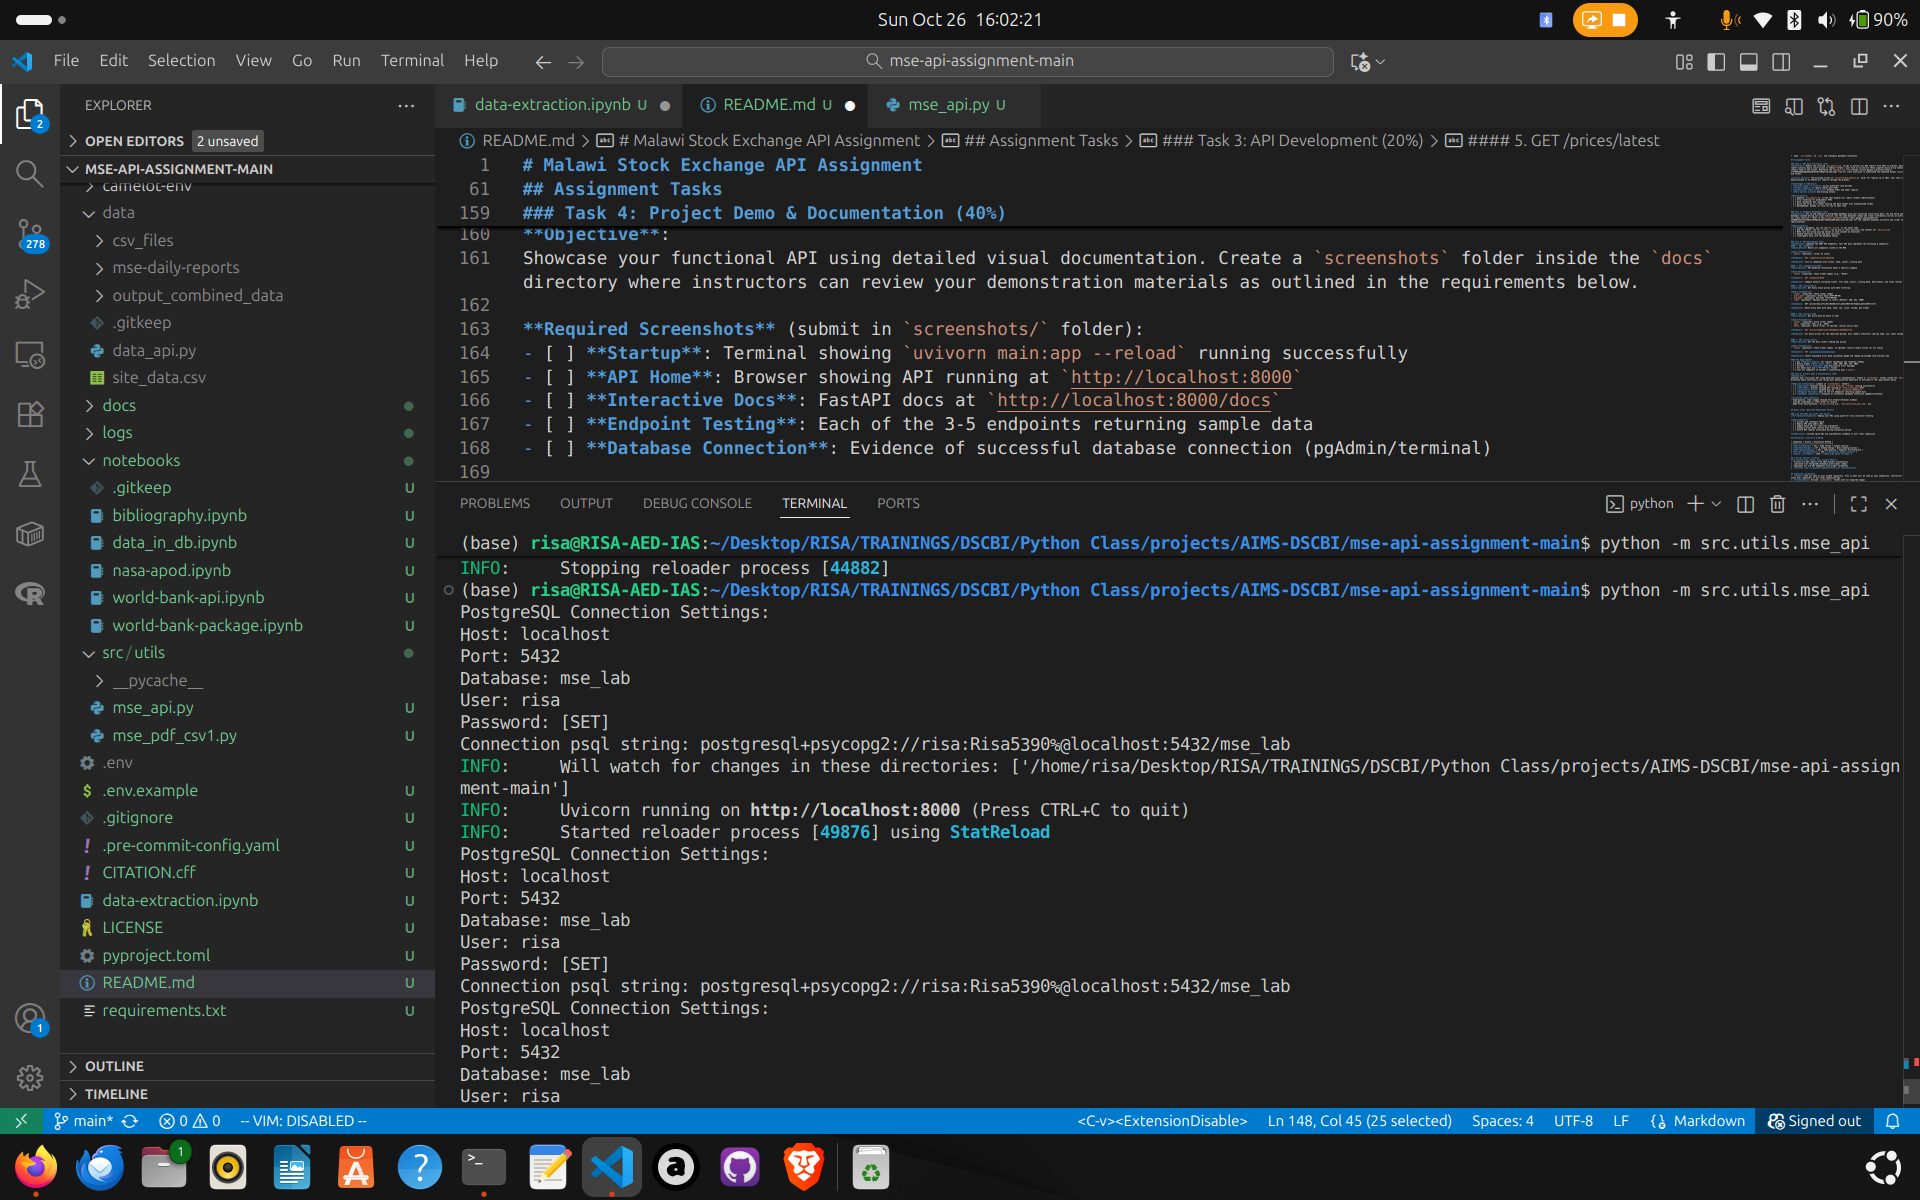 Sun Oct 26  16:02:21
90%
File Edit Selection View Go Run Terminal Help
mse-api-assignment-main
EXPLORER
data-extraction.ipynb U
README.md U
mse_api.py U
OPEN EDITORS 2 unsaved
README.md > # Malawi Stock Exchange API Assignment > ## Assignment Tasks > ### Task 3: API Development (20%) > #### 5. GET /prices/latest
MSE-API-ASSIGNMENT-MAIN
camelot-env
data
csv_files
mse-daily-reports
output_combined_data
.gitkeep
data_api.py
site_data.csv
docs
logs
notebooks
.gitkeep U
bibliography.ipynb U
data_in_db.ipynb U
nasa-apod.ipynb U
world-bank-api.ipynb U
world-bank-package.ipynb U
src/utils
__pycache__
mse_api.py U
mse_pdf_csv1.py U
.env
.env.example U
.gitignore U
.pre-commit-config.yaml U
CITATION.cff U
data-extraction.ipynb U
LICENSE U
pyproject.toml U
README.md U
requirements.txt U
OUTLINE
TIMELINE
2
278
1
1 # Malawi Stock Exchange API Assignment
61 ## Assignment Tasks
159 ### Task 4: Project Demo & Documentation (40%)
160 **Objective**:
161 Showcase your functional API using detailed visual documentation. Create a `screenshots` folder inside the `docs`
directory where instructors can review your demonstration materials as outlined in the requirements below.
162
163 **Required Screenshots** (submit in `screenshots/` folder):
164 - [ ] **Startup**: Terminal showing `uvivorn main:app --reload` running successfully
165 - [ ] **API Home**: Browser showing API running at `http://localhost:8000`
166 - [ ] **Interactive Docs**: FastAPI docs at `http://localhost:8000/docs`
167 - [ ] **Endpoint Testing**: Each of the 3-5 endpoints returning sample data
168 - [ ] **Database Connection**: Evidence of successful database connection (pgAdmin/terminal)
169
PROBLEMS OUTPUT DEBUG CONSOLE TERMINAL PORTS
python
(base) risa@RISA-AED-IAS:~/Desktop/RISA/TRAININGS/DSCBI/Python Class/projects/AIMS-DSCBI/mse-api-assignment-main$ python -m src.utils.mse_api
INFO:     Stopping reloader process [44882]
(base) risa@RISA-AED-IAS:~/Desktop/RISA/TRAININGS/DSCBI/Python Class/projects/AIMS-DSCBI/mse-api-assignment-main$ python -m src.utils.mse_api
PostgreSQL Connection Settings:
Host: localhost
Port: 5432
Database: mse_lab
User: risa
Password: [SET]
Connection psql string: postgresql+psycopg2://risa:Risa5390%@localhost:5432/mse_lab
INFO:     Will watch for changes in these directories: ['/home/risa/Desktop/RISA/TRAININGS/DSCBI/Python Class/projects/AIMS-DSCBI/mse-api-assign
ment-main']
INFO:     Uvicorn running on http://localhost:8000 (Press CTRL+C to quit)
INFO:     Started reloader process [49876] using StatReload
PostgreSQL Connection Settings:
Host: localhost
Port: 5432
Database: mse_lab
User: risa
Password: [SET]
Connection psql string: postgresql+psycopg2://risa:Risa5390%@localhost:5432/mse_lab
PostgreSQL Connection Settings:
Host: localhost
Port: 5432
Database: mse_lab
User: risa
main* 0 0 -- VIM: DISABLED --
<C-v><ExtensionDisable> Ln 148, Col 45 (25 selected) Spaces: 4 UTF-8 LF Markdown Signed out
1